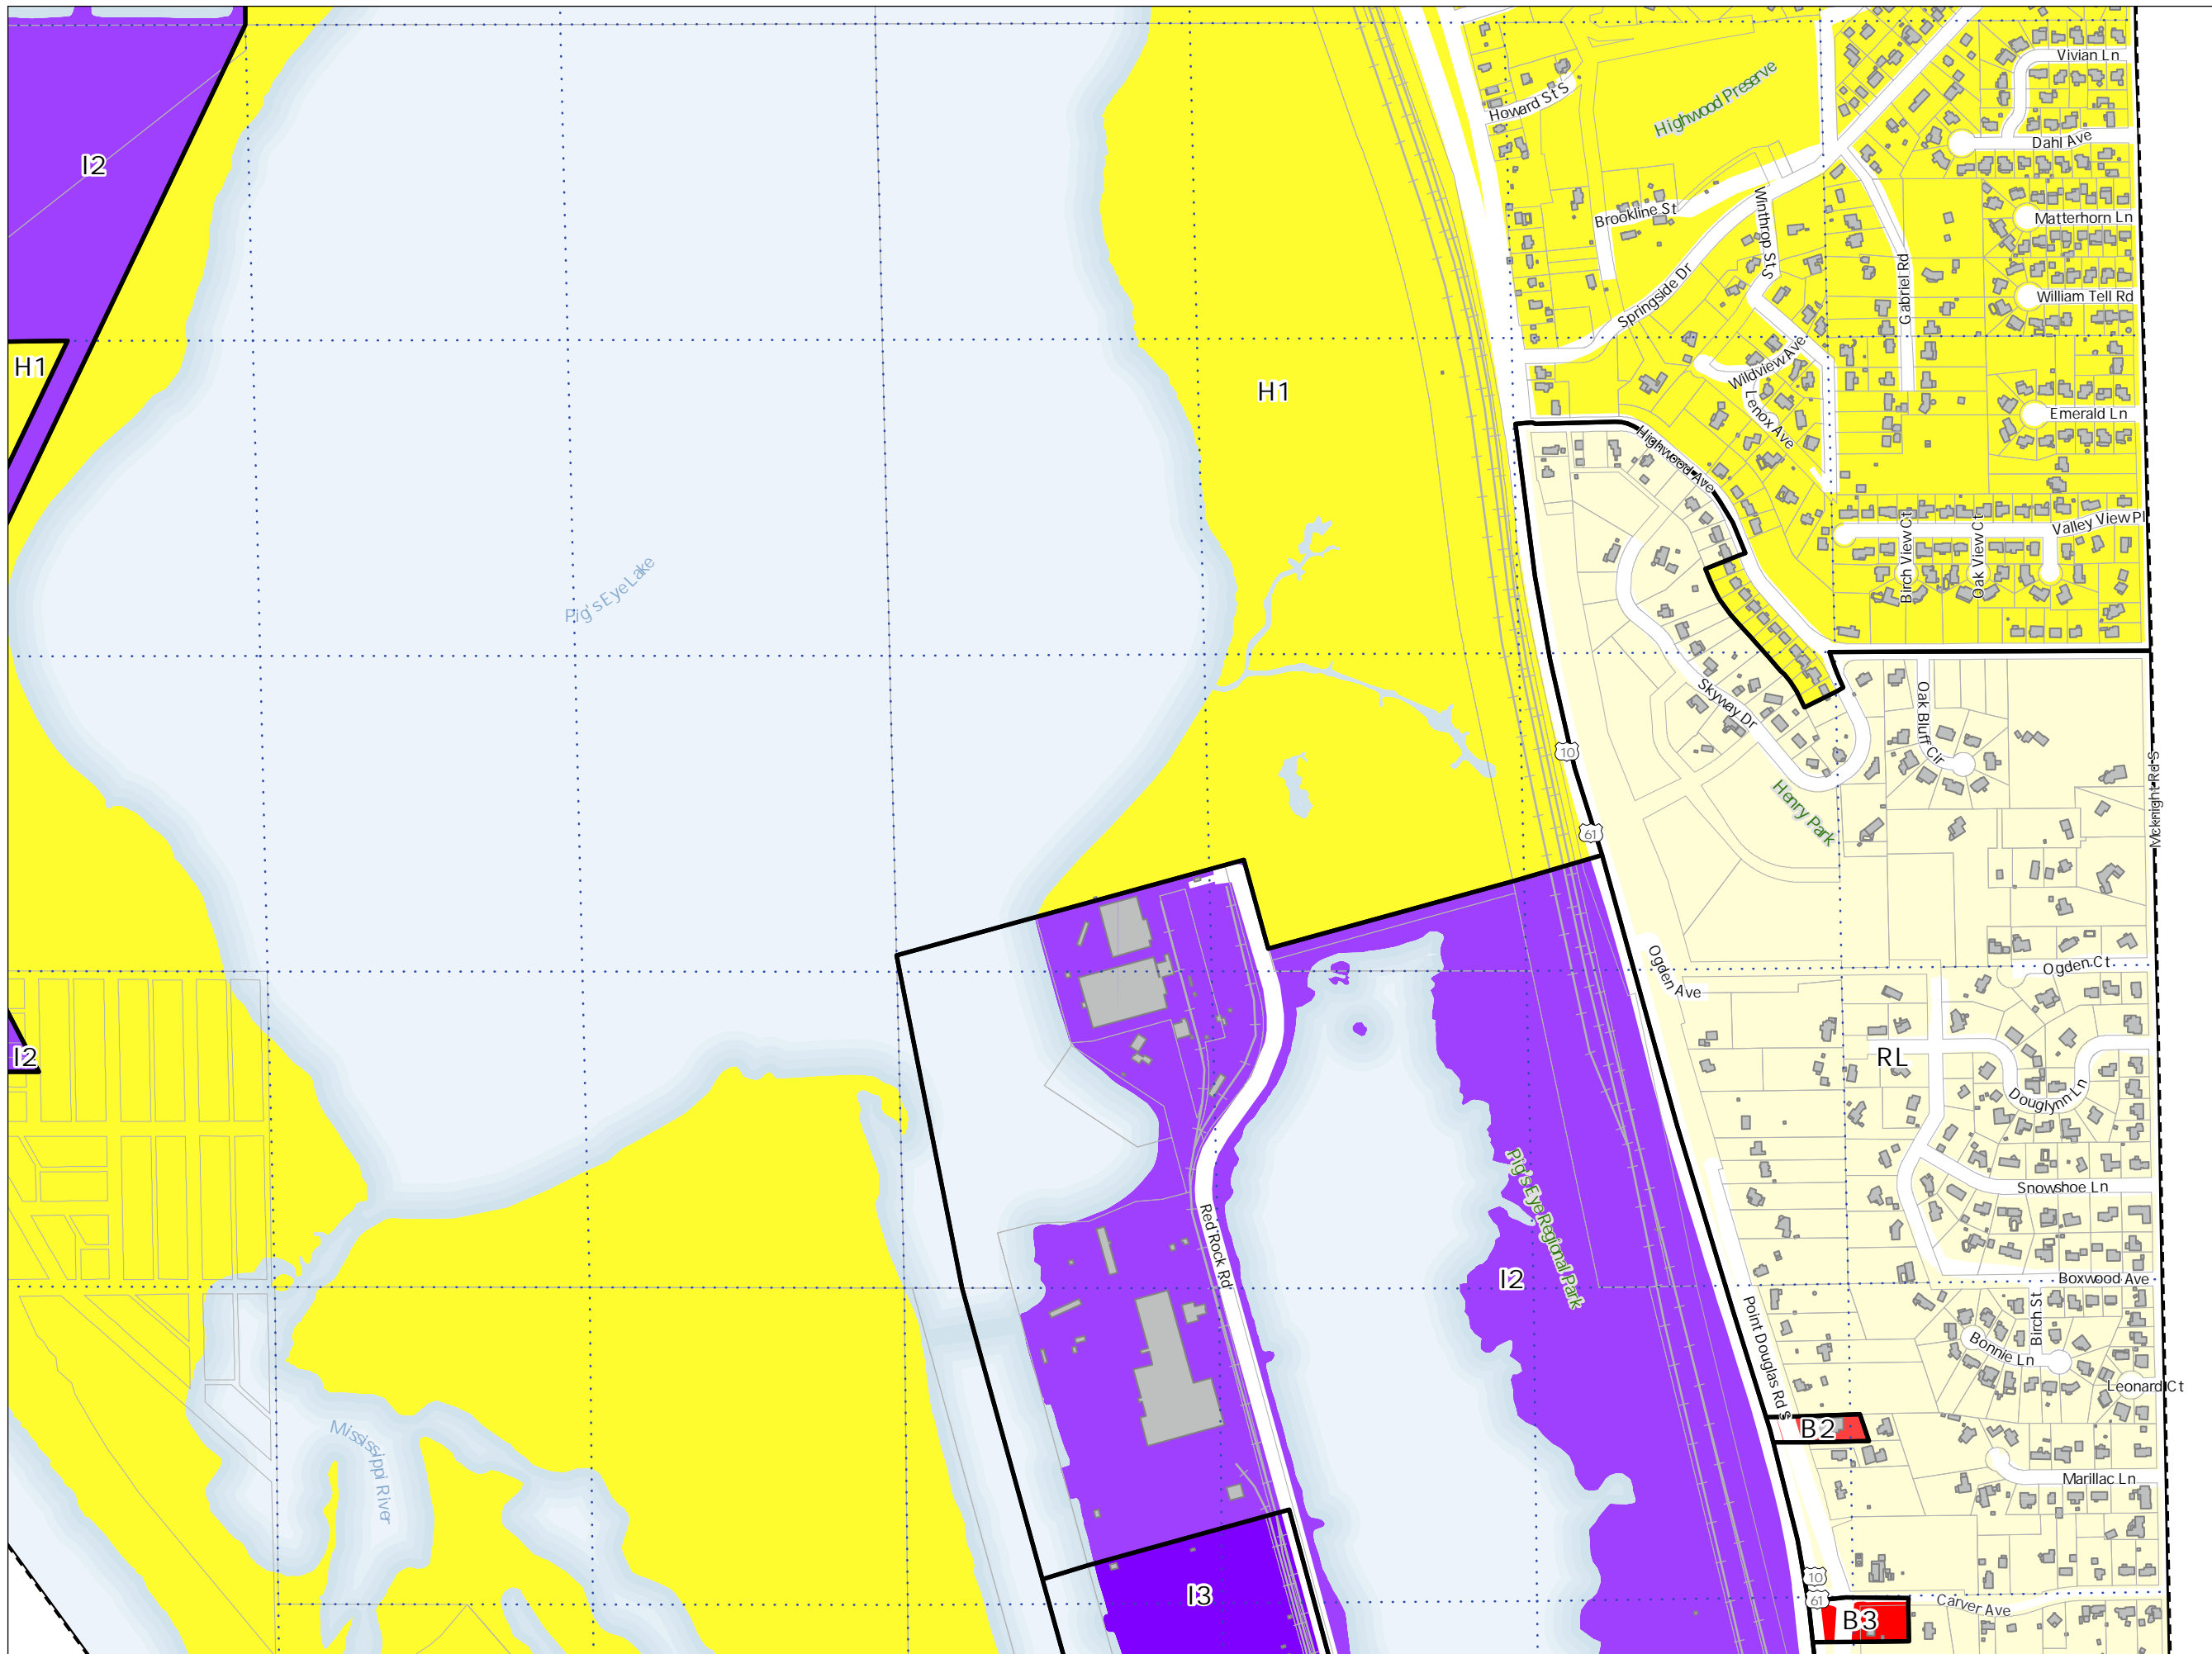 Vivian Ln
Howard St S
Highwood Preserve
Dahl Ave
I2
Brookline St
Winthrop St S
Matterhorn Ln
Springside Dr
Gabriel Rd
William Tell Rd
H1
H1
Wildview Ave
Lenox Ave
Emerald Ln
Highwood Ave
Birch View Ct
Oak View Ct
Valley View Pl
Pig's Eye Lake
Skyway Dr
Oak Bluff Cir
10
61
Henry Park
Mcknight Rd S
Ogden Ave
Ogden Ct
I2
RL
Douglynn Ln
Pig's Eye Regional Park
Snowshoe Ln
Red Rock Rd
I2
Boxwood Ave
Point Douglas Rd S
Birch St
Bonnie Ln
Leonard Ct
Mississippi River
B2
Marillac Ln
10
61
I3
B3
Carver Ave